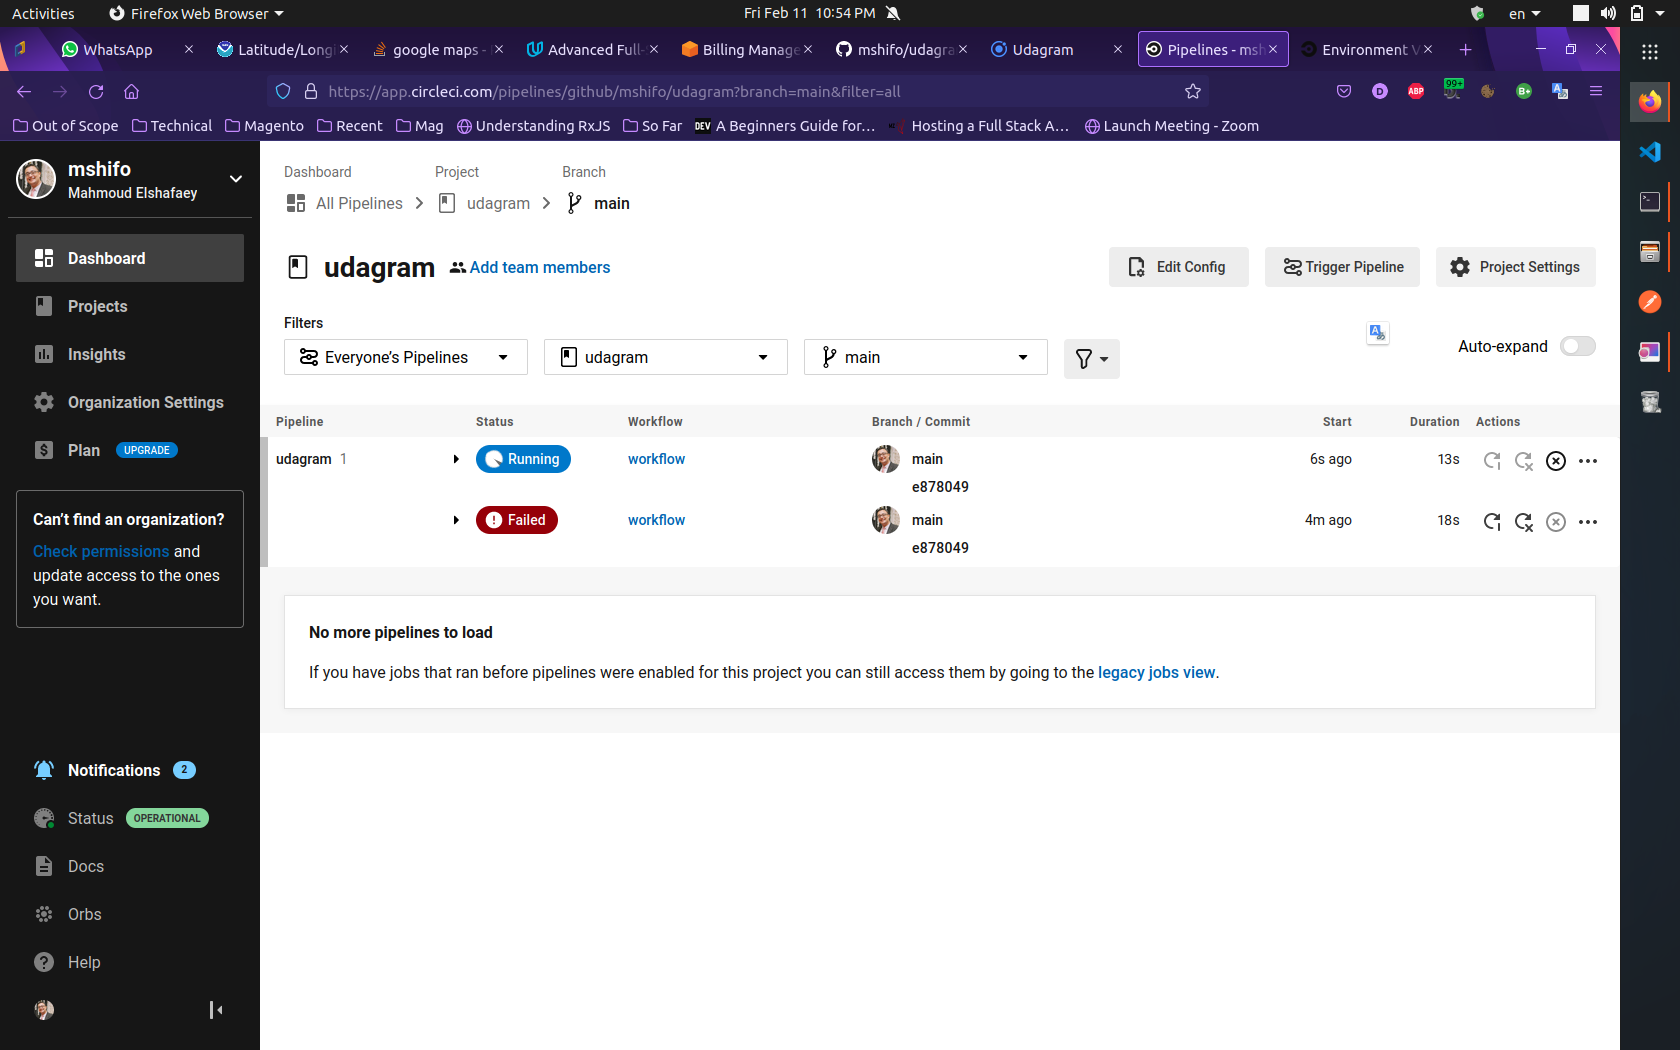 Activities Firefox Web Browser Fri Feb 11 10:54 PM en
WhatsApp Latitude/Longi google maps - Advanced Full- Billing Manage mshifo/udagra Udagram Pipelines - msh Environment V
https://app.circleci.com/pipelines/github/mshifo/udagram?branch=main&filter=all D ABP 99+ B+
Out of Scope Technical Magento Recent Mag Understanding RxJS So Far DEV A Beginners Guide for... Hosting a Full Stack A... Launch Meeting - Zoom
mshifo
Mahmoud Elshafaey
Dashboard
Projects
Insights
Organization Settings
Plan UPGRADE
Can't find an organization?
Check permissions and
update access to the ones
you want.
Notifications 2
Status OPERATIONAL
Docs
Orbs
Help
Dashboard Project Branch
All Pipelines udagram main
udagram Add team members Edit Config Trigger Pipeline Project Settings
Filters
Everyone's Pipelines udagram main Auto-expand
Pipeline Status Workflow Branch / Commit Start Duration Actions
udagram 1 Running workflow main 6s ago 13s
e878049
Failed workflow main 4m ago 18s
e878049
No more pipelines to load
If you have jobs that ran before pipelines were enabled for this project you can still access them by going to the legacy jobs view.